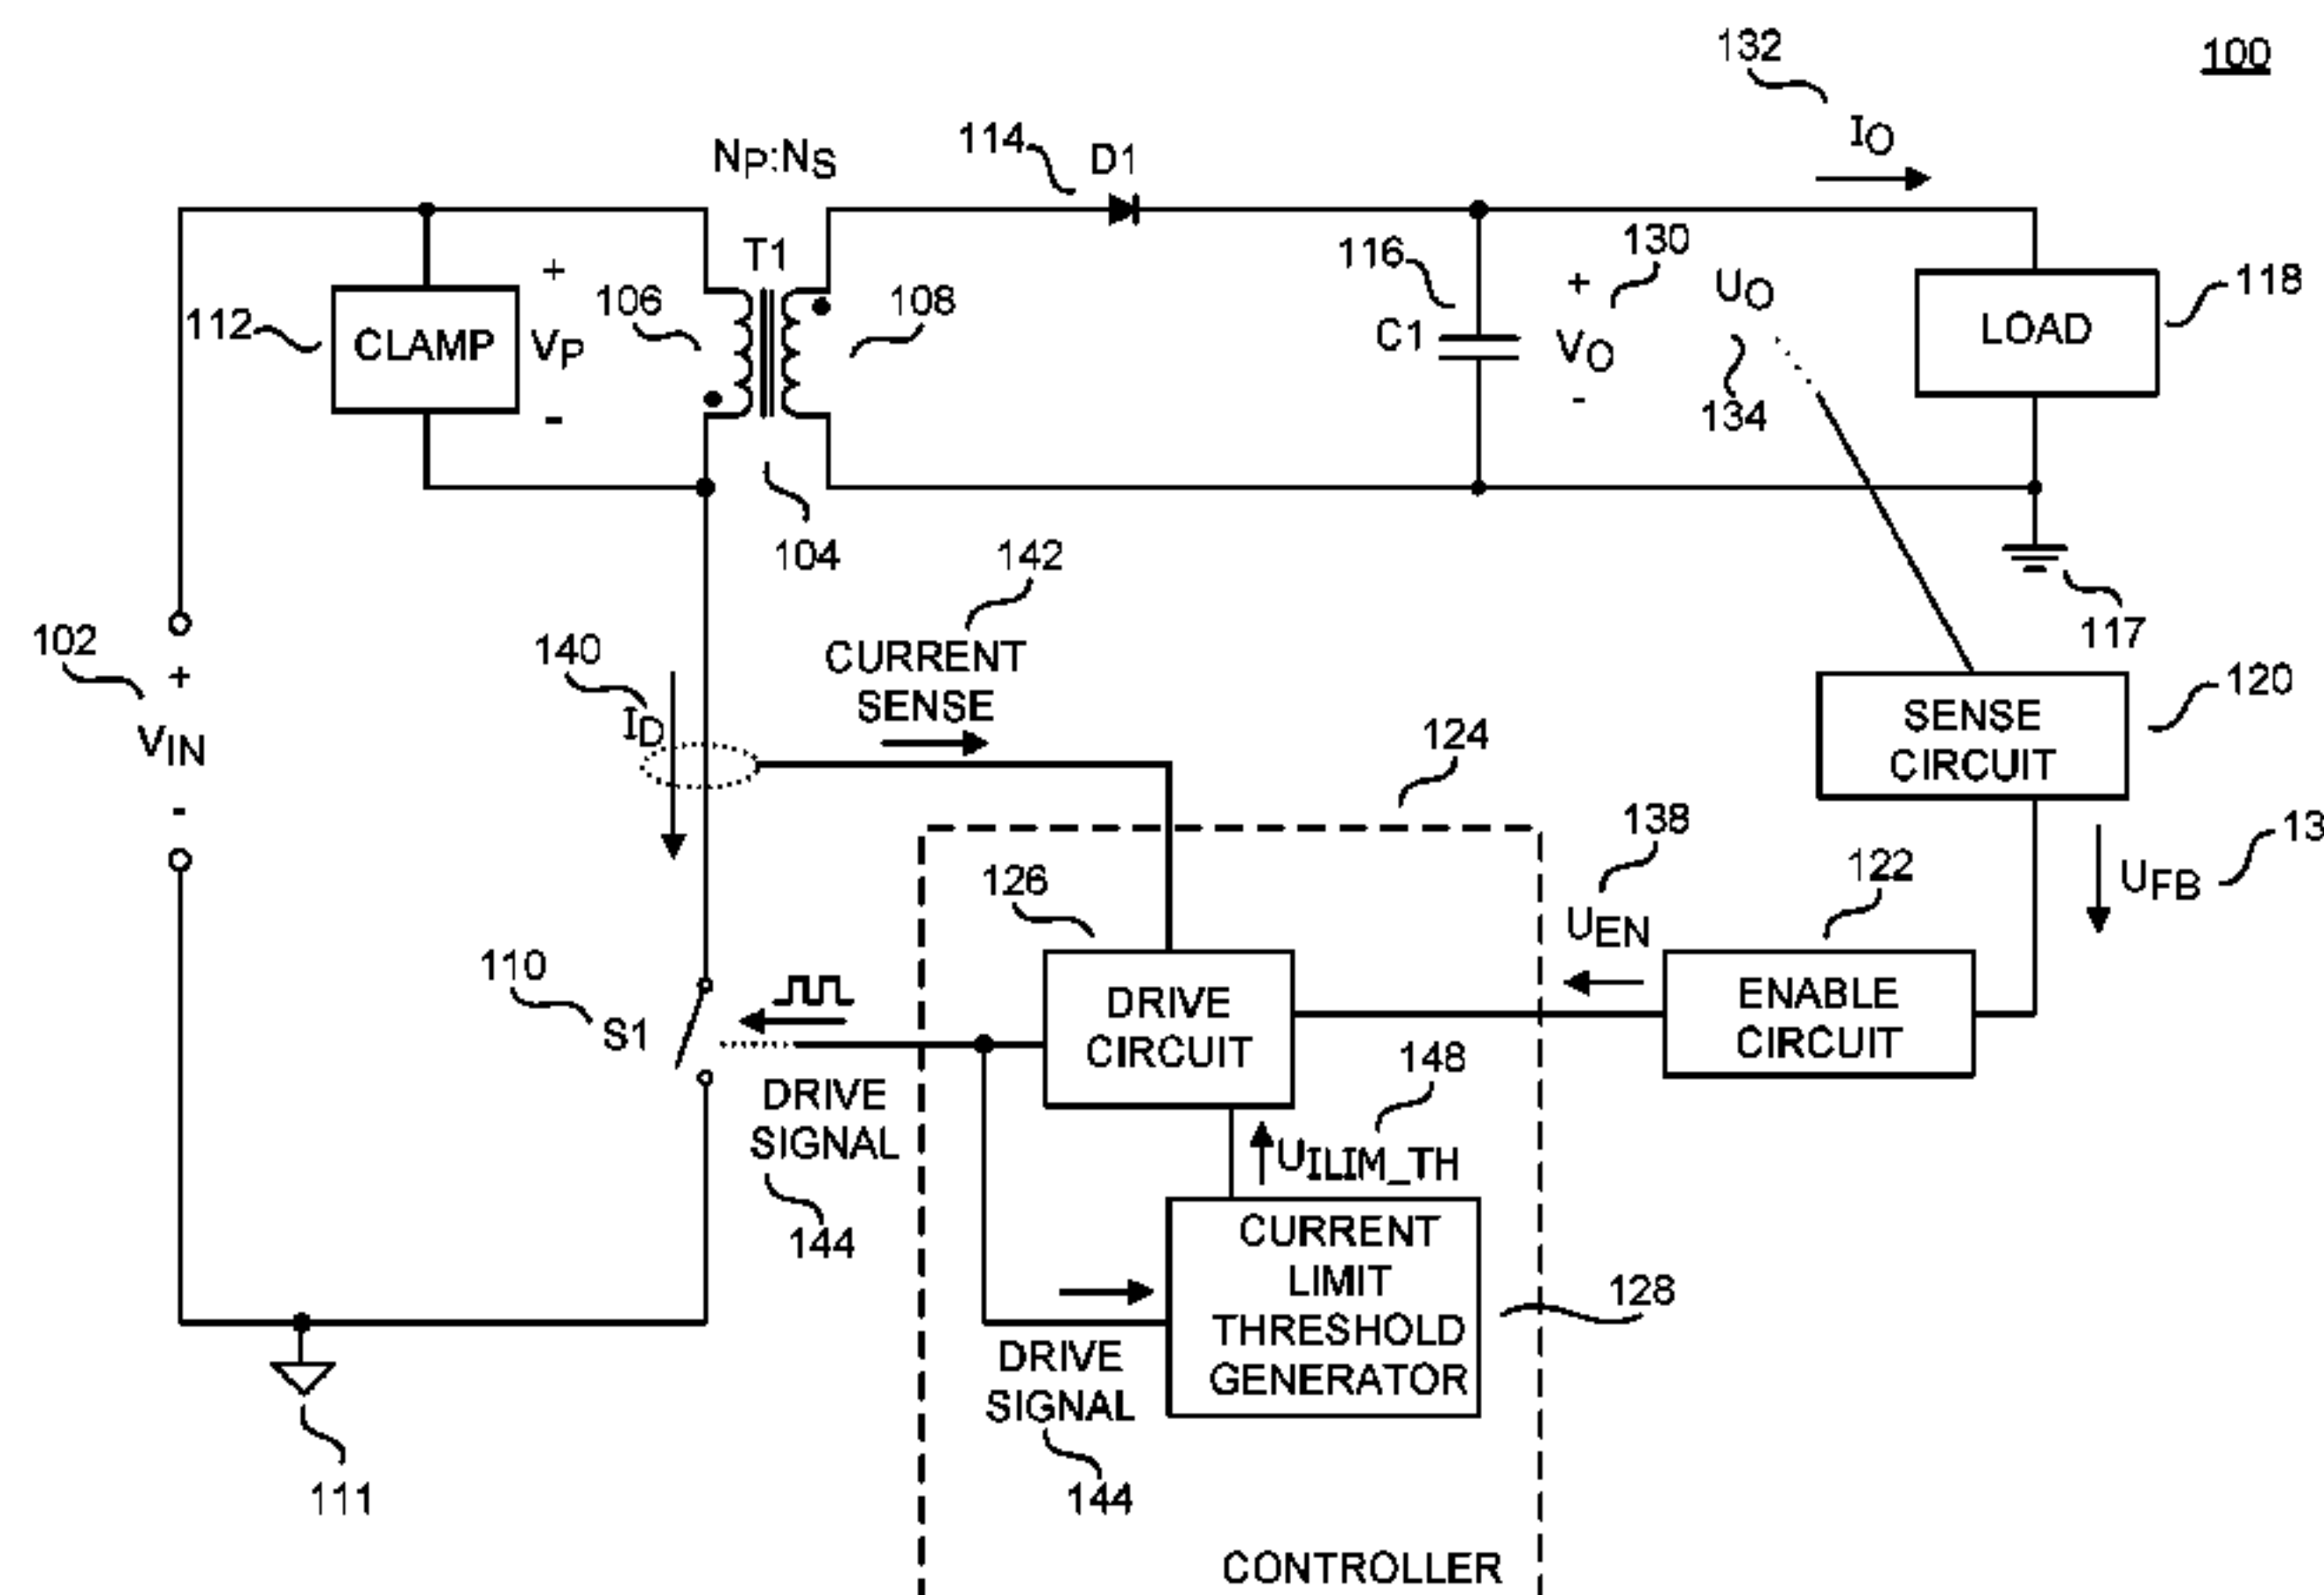 132
100
114
D1
IO
NP:NS
T1
116
130
+
+
UO
118
112
CLAMP
VP
106
108
C1
VO
LOAD
-
-
134
104
142
117
102
140
CURRENT
SENSE
+
ID
124
SENSE
CIRCUIT
120
VIN
-
138
13
126
122
UFB
UEN
110
S1
DRIVE
CIRCUIT
ENABLE
CIRCUIT
148
DRIVE
SIGNAL
UILIM_TH
144
CURRENT
LIMIT
THRESHOLD
GENERATOR
128
DRIVE
SIGNAL
111
144
CONTROLLER